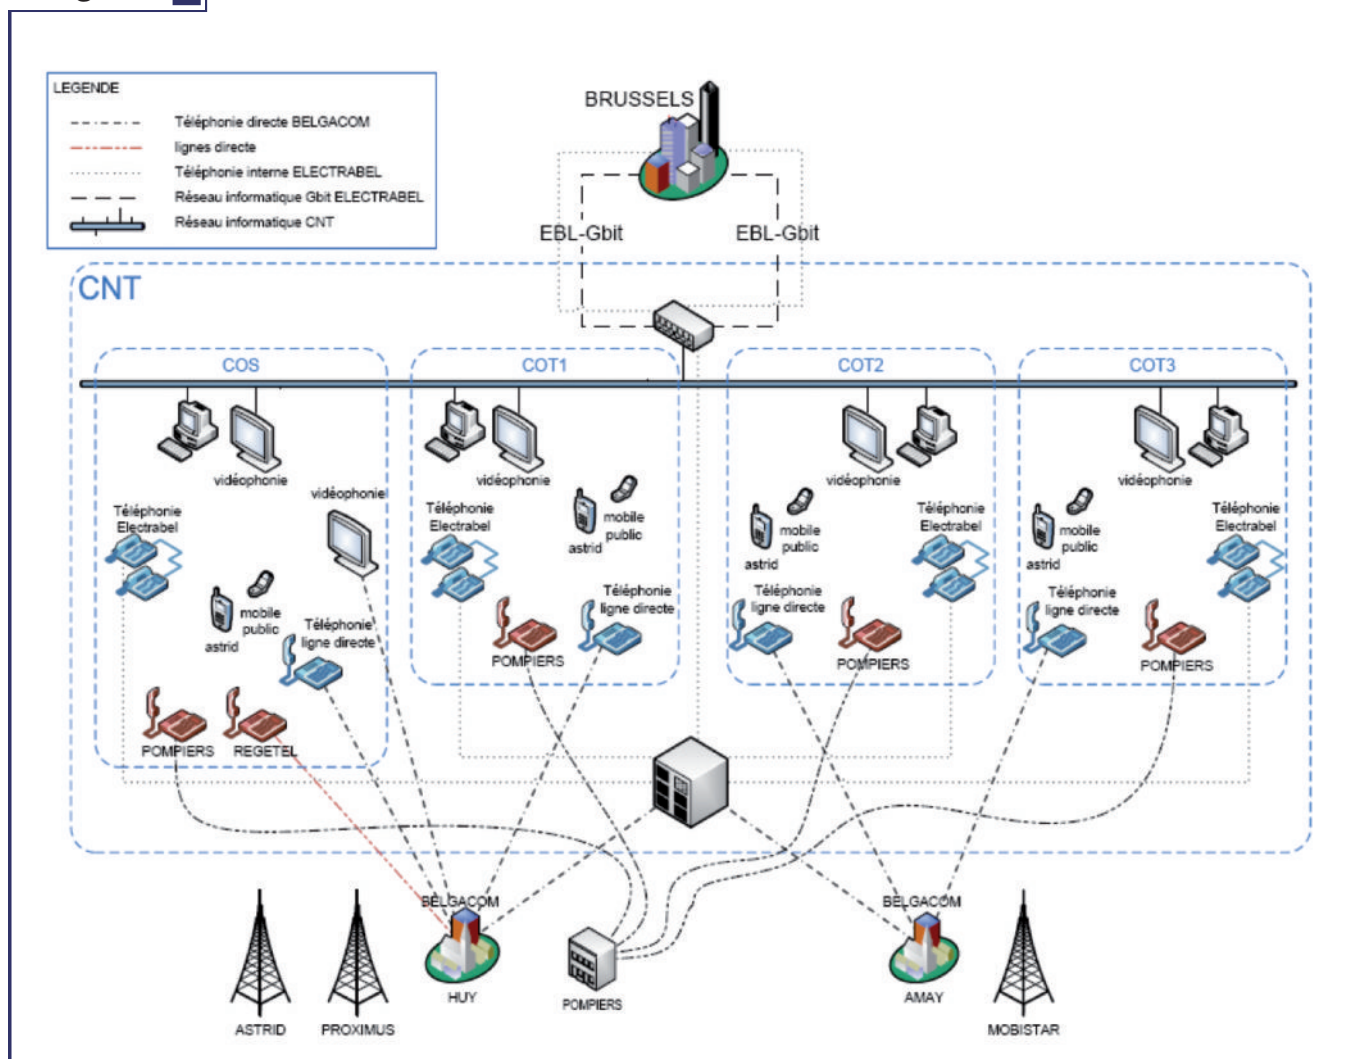 LEGENDE
Téléphonie directe BELGACOM
lignes directe
Téléphonie interne ELECTRABEL
Réseau informatique Gbit ELECTRABEL
Réseau informatique CNT
BRUSSELS
EBL-Gbit
EBL-Gbit
CNT
COS
COT1
COT2
COT3
vidéophonie
vidéophonie
Téléphonie
Electrabel
mobile
public
astrid
Téléphonie
ligne directe
POMPIERS
REGETEL
vidéophonie
Téléphonie
Electrabel
mobile
public
astrid
Téléphonie
ligne directe
POMPIERS
vidéophonie
mobile
public
astrid
Téléphonie
Electrabel
Téléphonie
ligne directe
POMPIERS
vidéophonie
mobile
public
astrid
Téléphonie
Electrabel
Téléphonie
ligne directe
POMPIERS
BELGACOM
HUY
POMPIERS
BELGACOM
AMAY
ASTRID
PROXIMUS
MOBISTAR